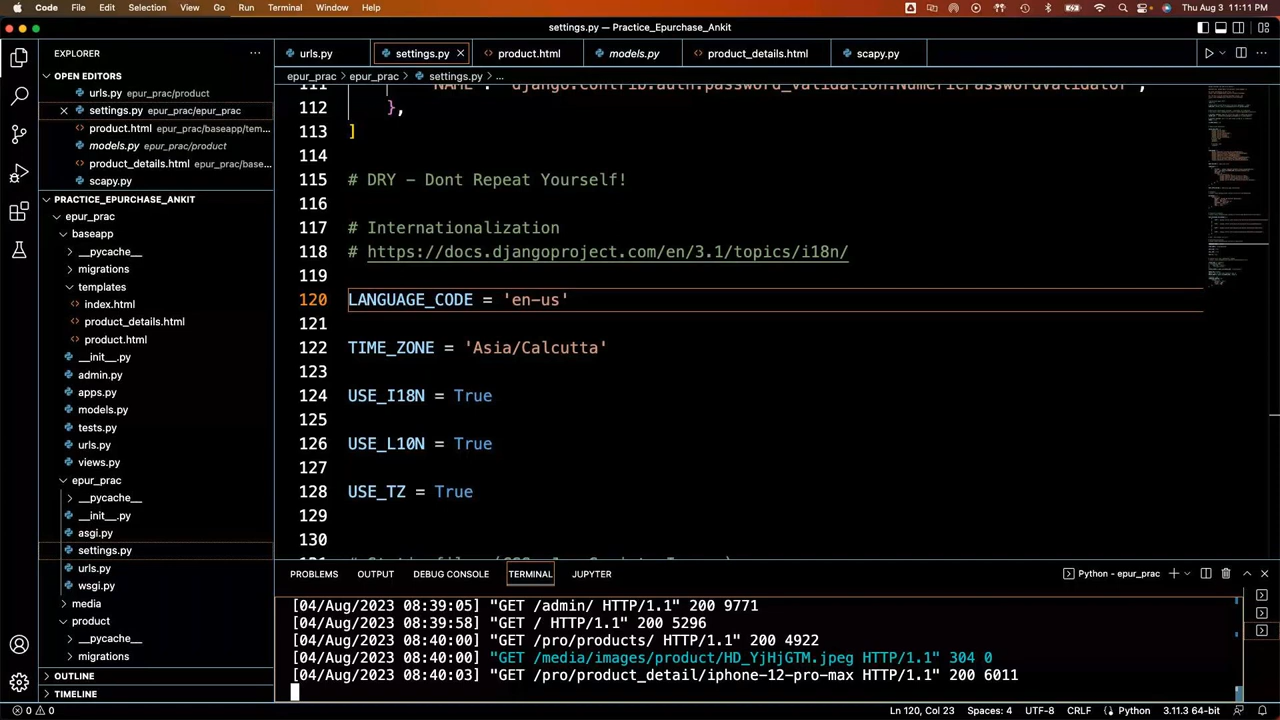 Code File Edit Selection View Go Run Terminal Window Help Thu Aug 3 11:11 PM
settings.py — Practice_Epurchase_Ankit
EXPLORER
urls.py settings.py product.html models.py product_details.html scapy.py
OPEN EDITORS
urls.py epur_prac/product
settings.py epur_prac/epur_prac
product.html epur_prac/baseapp/tem...
models.py epur_prac/product
product_details.html epur_prac/base...
scapy.py
PRACTICE_EPURCHASE_ANKIT
epur_prac
baseapp
__pycache__
migrations
templates
index.html
product_details.html
product.html
__init__.py
admin.py
apps.py
models.py
tests.py
urls.py
views.py
epur_prac
__pycache__
__init__.py
asgi.py
settings.py
urls.py
wsgi.py
media
product
__pycache__
migrations
OUTLINE
TIMELINE
epur_prac > epur_prac > settings.py > ...
111 'NAME': 'django.contrib.auth.password_validation.NumericPasswordValidator',
112 },
113 ]
114
115 # DRY - Dont Repeat Yourself!
116
117 # Internationalization
118 # https://docs.djangoproject.com/en/3.1/topics/i18n/
119
120 LANGUAGE_CODE = 'en-us'
121
122 TIME_ZONE = 'Asia/Calcutta'
123
124 USE_I18N = True
125
126 USE_L10N = True
127
128 USE_TZ = True
129
130
PROBLEMS OUTPUT DEBUG CONSOLE TERMINAL JUPYTER Python - epur_prac
[04/Aug/2023 08:39:05] "GET /admin/ HTTP/1.1" 200 9771
[04/Aug/2023 08:39:58] "GET / HTTP/1.1" 200 5296
[04/Aug/2023 08:40:00] "GET /pro/products/ HTTP/1.1" 200 4922
[04/Aug/2023 08:40:00] "GET /media/images/product/HD_YjHjGTM.jpeg HTTP/1.1" 304 0
[04/Aug/2023 08:40:03] "GET /pro/product_detail/iphone-12-pro-max HTTP/1.1" 200 6011
0 0 Ln 120, Col 23 Spaces: 4 UTF-8 CRLF Python 3.11.3 64-bit